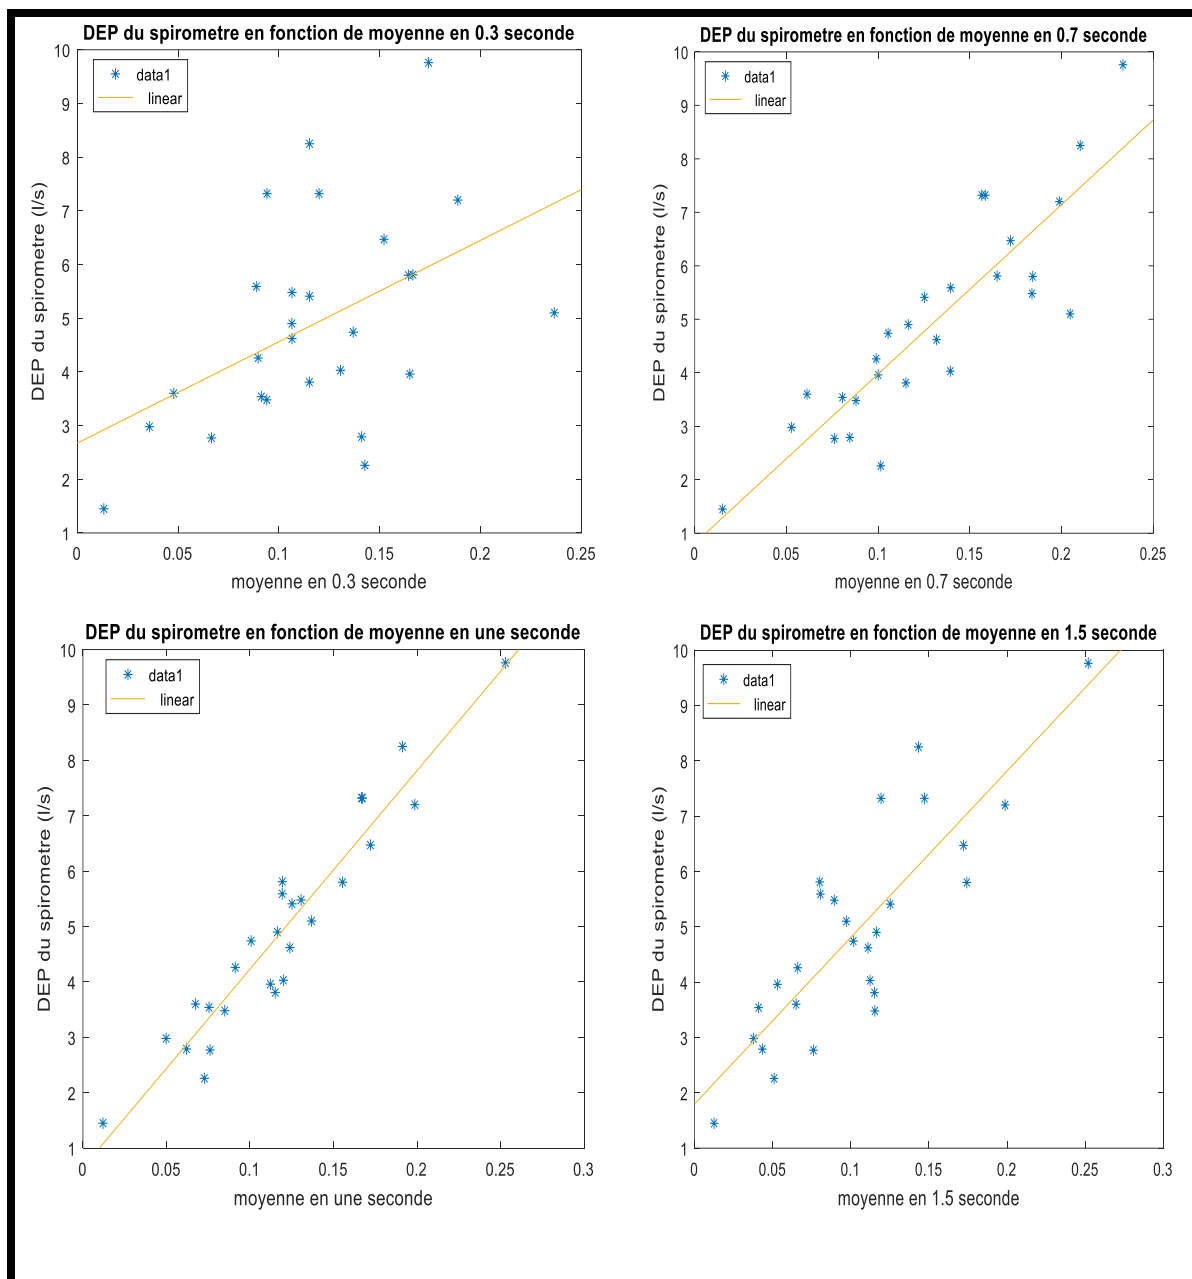 DEP du spirometre en fonction de moyenne en 0.3 seconde
data1
linear
DEP du spirometre (l/s)
10
9
8
7
6
5
4
3
2
1
0 0.05 0.1 0.15 0.2 0.25
moyenne en 0.3 seconde
DEP du spirometre en fonction de moyenne en 0.7 seconde
data1
linear
DEP du spirometre (l/s)
10
9
8
7
6
5
4
3
2
1
0 0.05 0.1 0.15 0.2 0.25
moyenne en 0.7 seconde
DEP du spirometre en fonction de moyenne en une seconde
data1
linear
DEP du spirometre (l/s)
10
9
8
7
6
5
4
3
2
1
0 0.05 0.1 0.15 0.2 0.25 0.3
moyenne en une seconde
DEP du spirometre en fonction de moyenne en 1.5 seconde
data1
linear
DEP du spirometre (l/s)
10
9
8
7
6
5
4
3
2
1
0 0.05 0.1 0.15 0.2 0.25 0.3
moyenne en 1.5 seconde